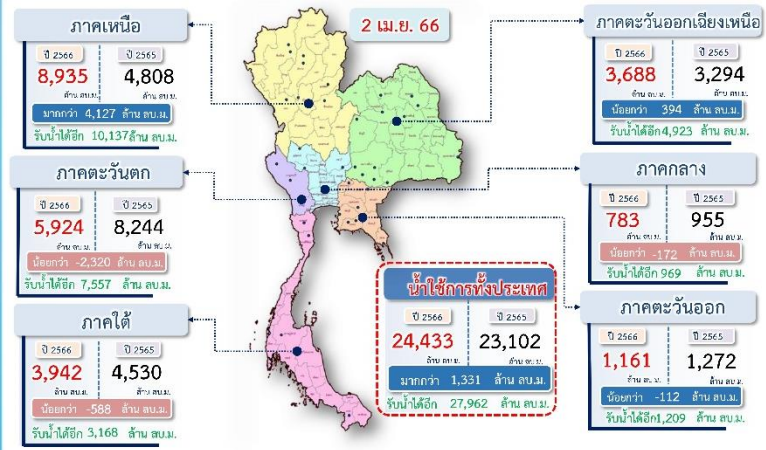 2 เม.ย. 66
ภาคเหนือ
ปี 2566 ปี 2565
8,935 4,808
ล้าน ลบ.ม. ล้าน ลบ.ม.
มากกว่า 4,127 ล้าน ลบ.ม.
รับน้ำได้อีก 10,137ล้าน ลบ.ม.
ภาคตะวันตก
ปี 2566 ปี 2565
5,924 8,244
ล้าน ลบ.ม. ล้าน ลบ.ม.
น้อยกว่า -2,320 ล้าน ลบ.ม.
รับน้ำได้อีก 7,557 ล้าน ลบ.ม.
ภาคใต้
ปี 2566 ปี 2565
3,942 4,530
ล้าน ลบ.ม. ล้าน ลบ.ม.
น้อยกว่า -588 ล้าน ลบ.ม.
รับน้ำได้อีก 3,168 ล้าน ลบ.ม.
น้ำใช้การทั้งประเทศ
ปี 2566 ปี 2565
24,433 23,102
ล้าน ลบ.ม. ล้าน ลบ.ม.
มากกว่า 1,331 ล้าน ลบ.ม.
รับน้ำได้อีก 27,962 ล้าน ลบ.ม.
ภาคตะวันออกเฉียงเหนือ
ปี 2566 ปี 2565
3,688 3,294
ล้าน ลบ.ม. ล้าน ลบ.ม.
น้อยกว่า 394 ล้าน ลบ.ม.
รับน้ำได้อีก4,923 ล้าน ลบ.ม.
ภาคกลาง
ปี 2566 ปี 2565
783 955
ล้าน ลบ.ม. ล้าน ลบ.ม.
น้อยกว่า -172 ล้าน ลบ.ม.
รับน้ำได้อีก 969 ล้าน ลบ.ม.
ภาคตะวันออก
ปี 2566 ปี 2565
1,161 1,272
ล้าน ลบ.ม. ล้าน ลบ.ม.
น้อยกว่า -112 ล้าน ลบ.ม.
รับน้ำได้อีก1,209 ล้าน ลบ.ม.